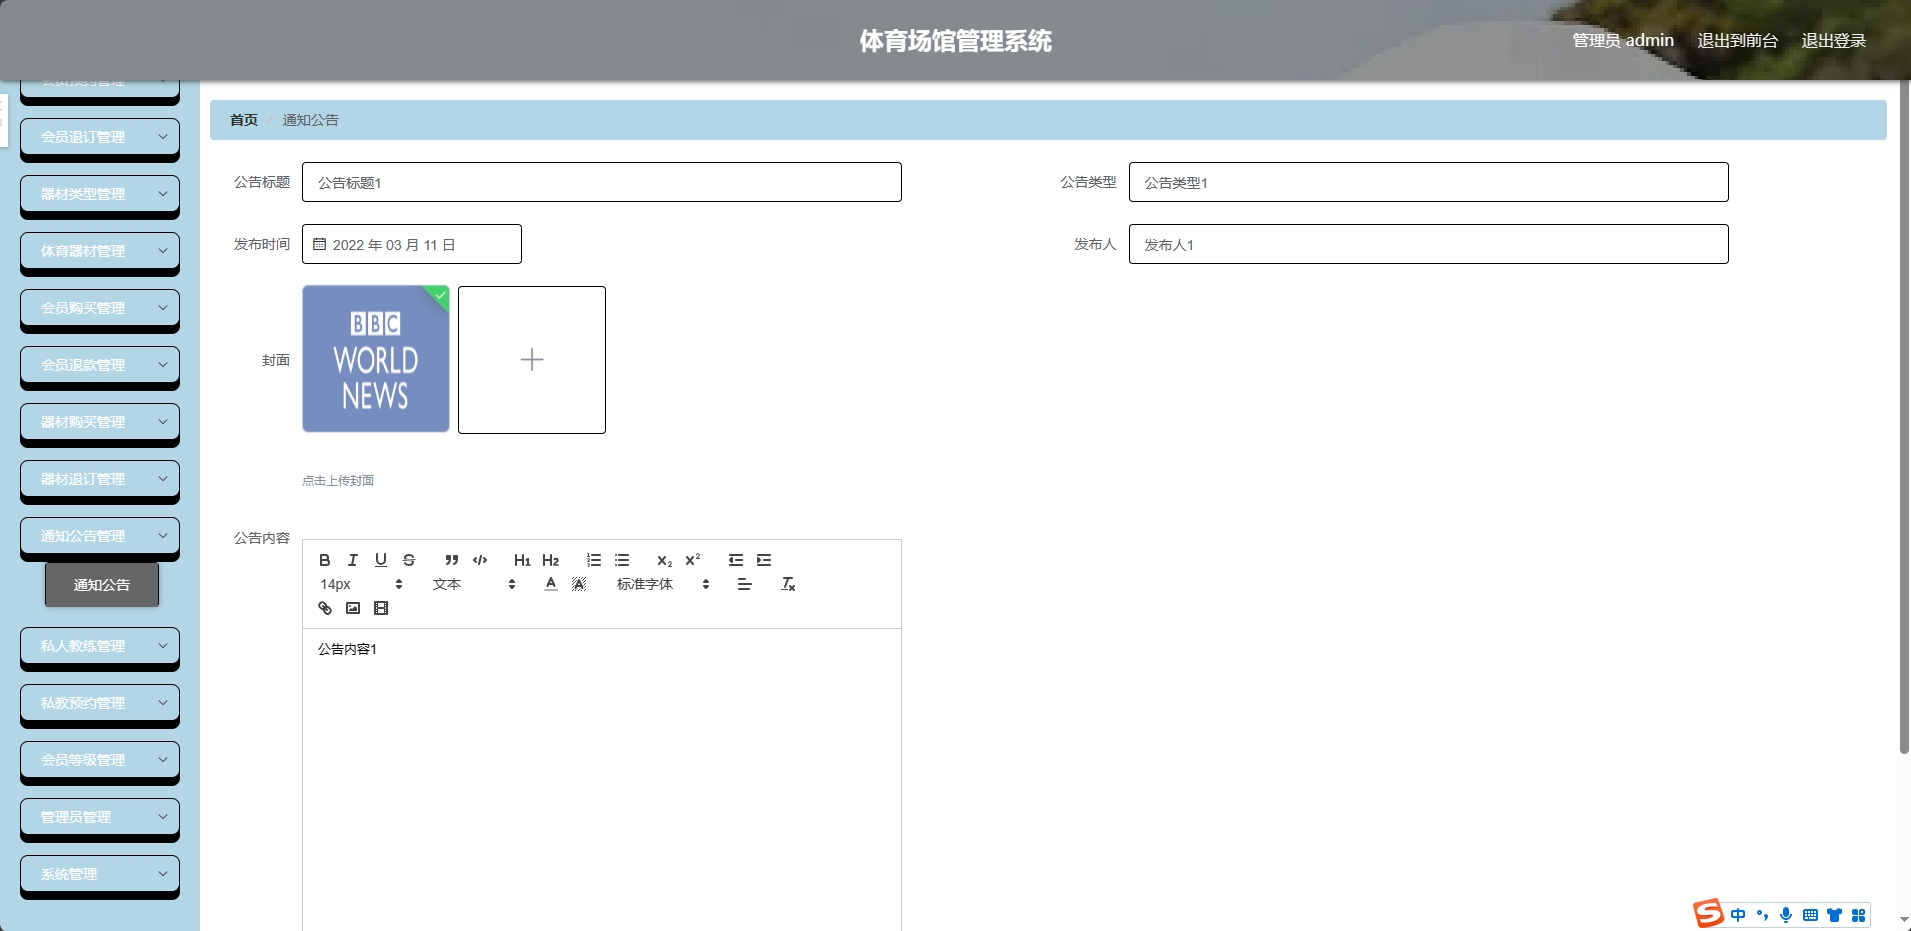 体育场馆管理系统
管理员 admin 退出到前台 退出登录
会员预约管理
会员退订管理
器材类型管理
体育器材管理
会员购买管理
会员退款管理
器材购买管理
器材退订管理
通知公告管理
通知公告
私人教练管理
私教预约管理
会员等级管理
管理员管理
系统管理
首页 / 通知公告
公告标题 公告标题1 公告类型 公告类型1
发布时间 2022 年 03 月 11 日 发布人 发布人1
封面
BBC
WORLD
NEWS
点击上传封面
公告内容
B I U S H1 H2 X2 X2
14px 文本 A A 标准字体 Tx
公告内容1
S 中